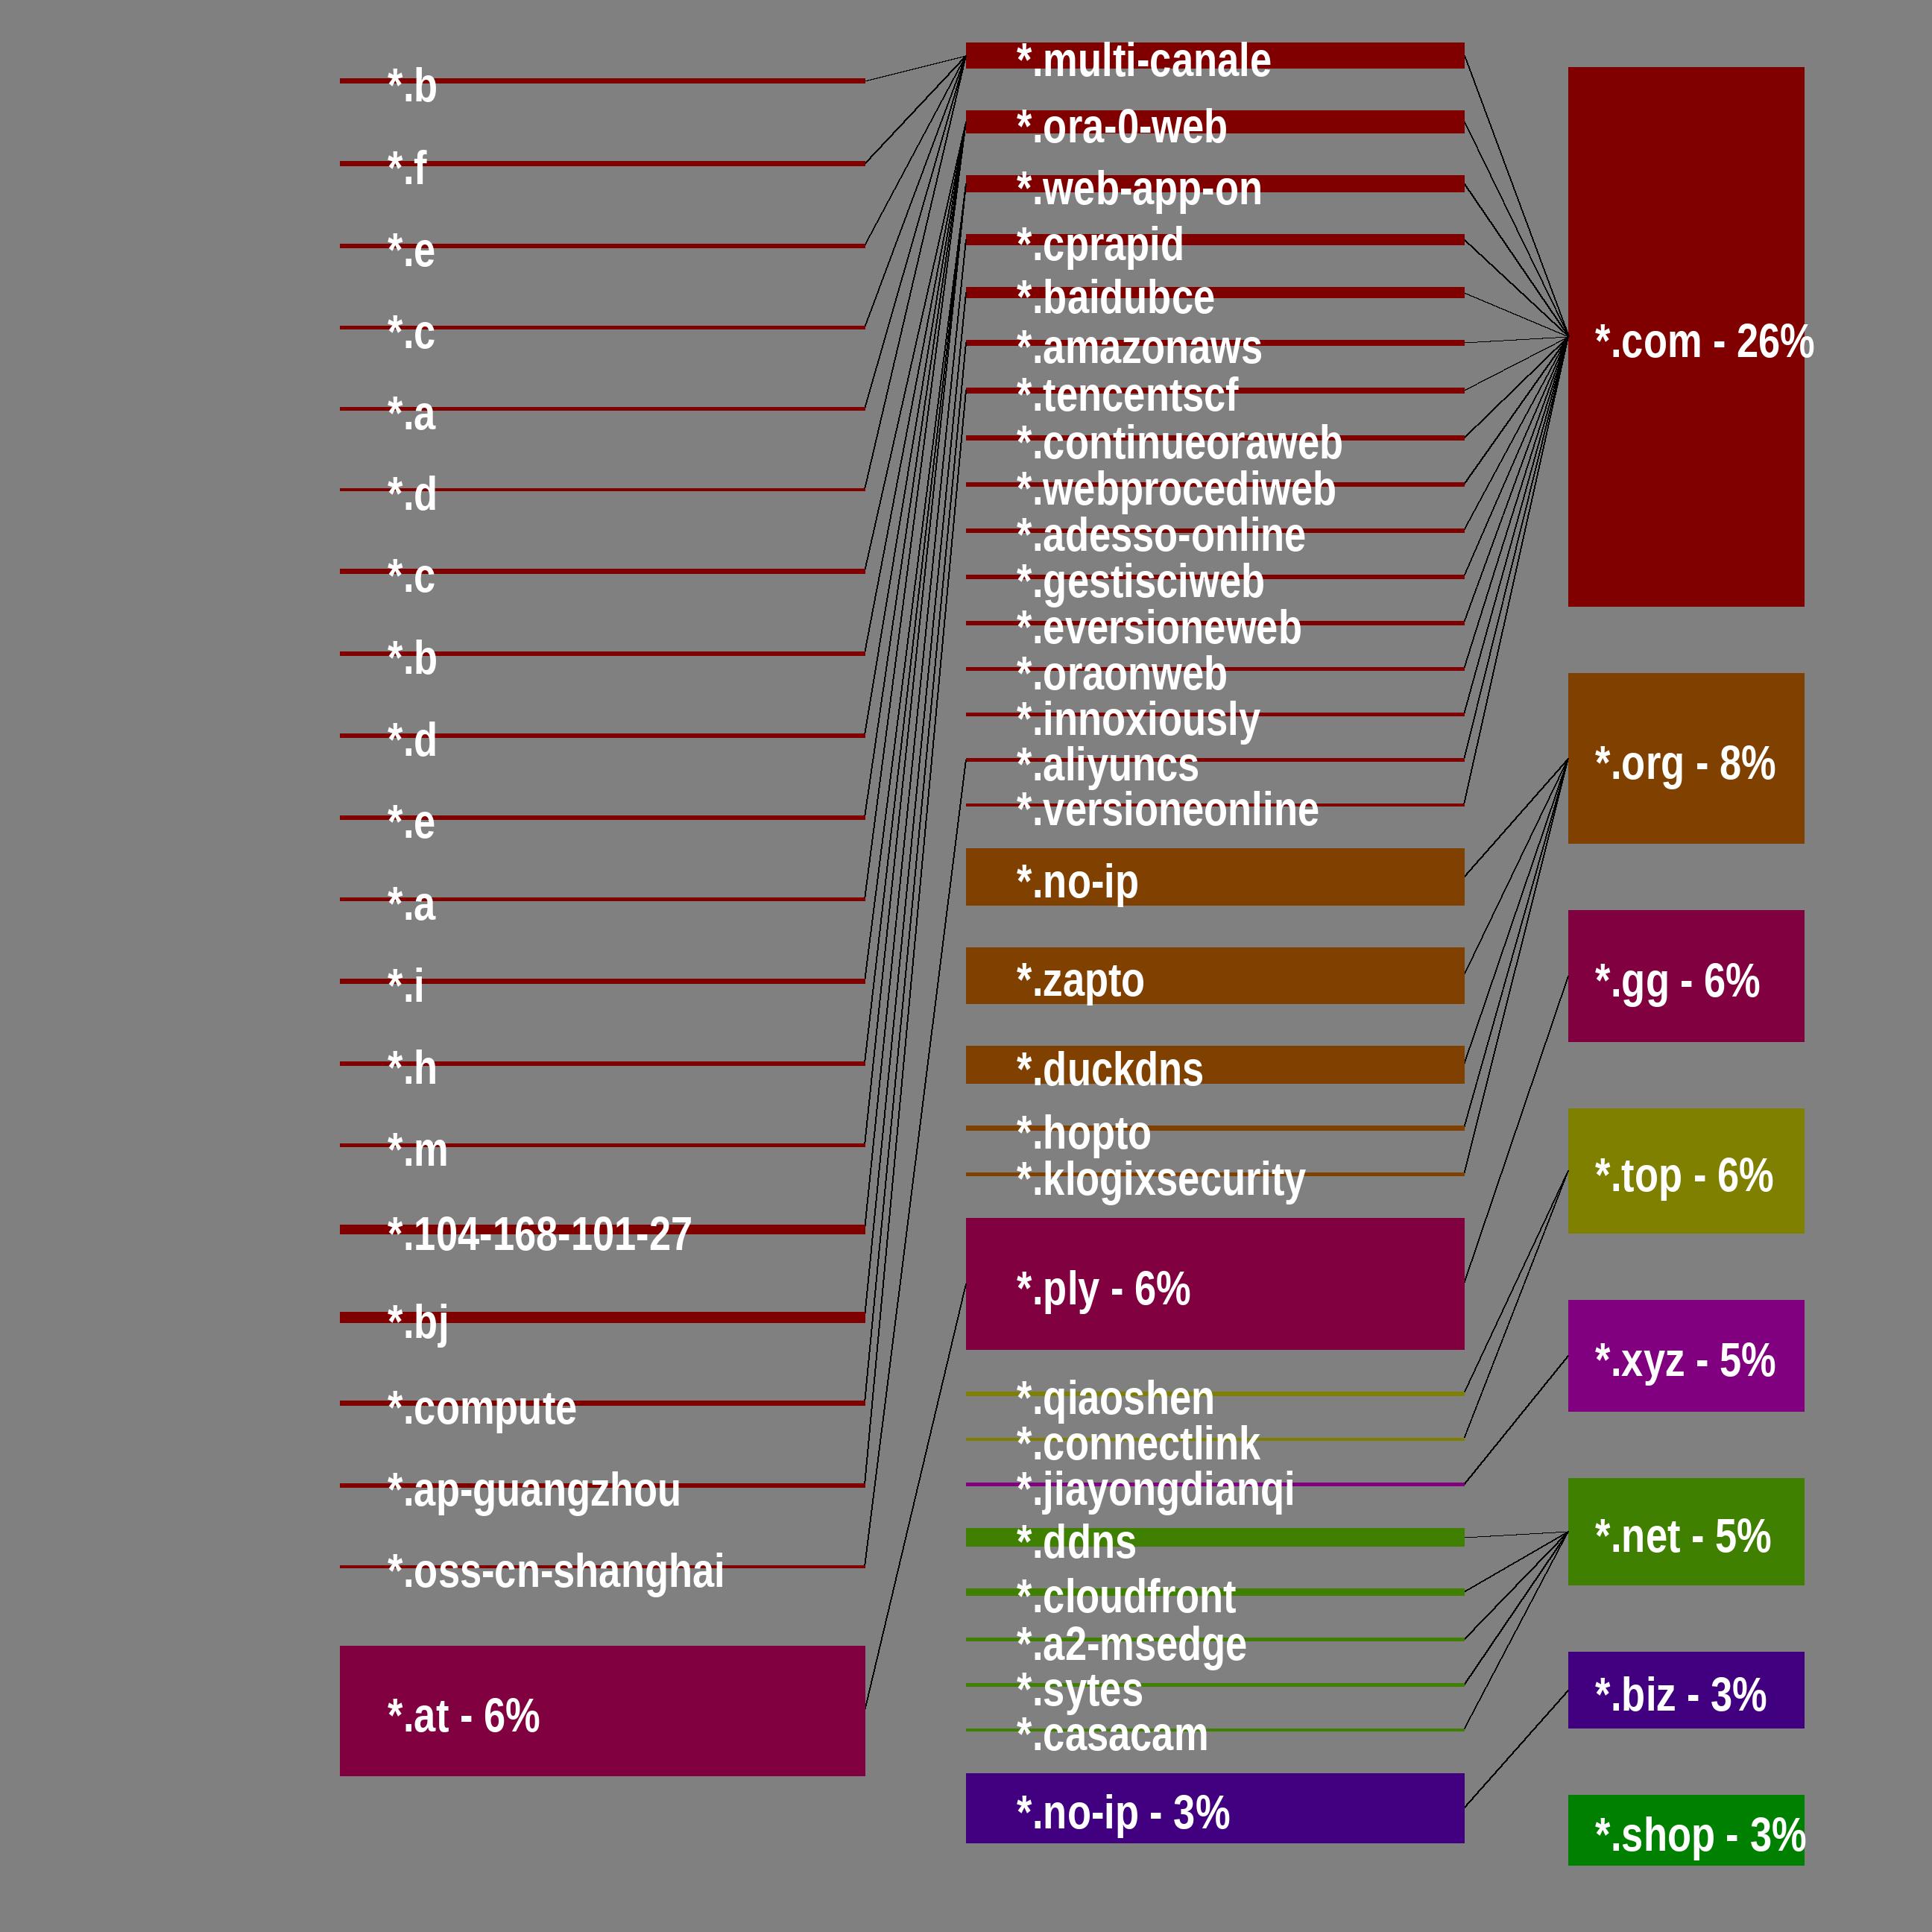 *.b
*.f
*.e
*.c
*.a
*.d
*.c
*.b
*.d
*.e
*.a
*.i
*.h
*.m
*.104-168-101-27
*.bj
*.compute
*.ap-guangzhou
*.oss-cn-shanghai
*.at - 6%
*.multi-canale
*.ora-0-web
*.web-app-on
*.cprapid
*.baidubce
*.amazonaws
*.tencentscf
*.continueoraweb
*.webprocediweb
*.adesso-online
*.gestisciweb
*.eversioneweb
*.oraonweb
*.innoxiously
*.aliyuncs
*.versioneonline
*.no-ip
*.zapto
*.duckdns
*.hopto
*.klogixsecurity
*.ply - 6%
*.qiaoshen
*.connectlink
*.jiayongdianqi
*.ddns
*.cloudfront
*.a2-msedge
*.sytes
*.casacam
*.no-ip - 3%
*.com - 26%
*.org - 8%
*.gg - 6%
*.top - 6%
*.xyz - 5%
*.net - 5%
*.biz - 3%
*.shop - 3%